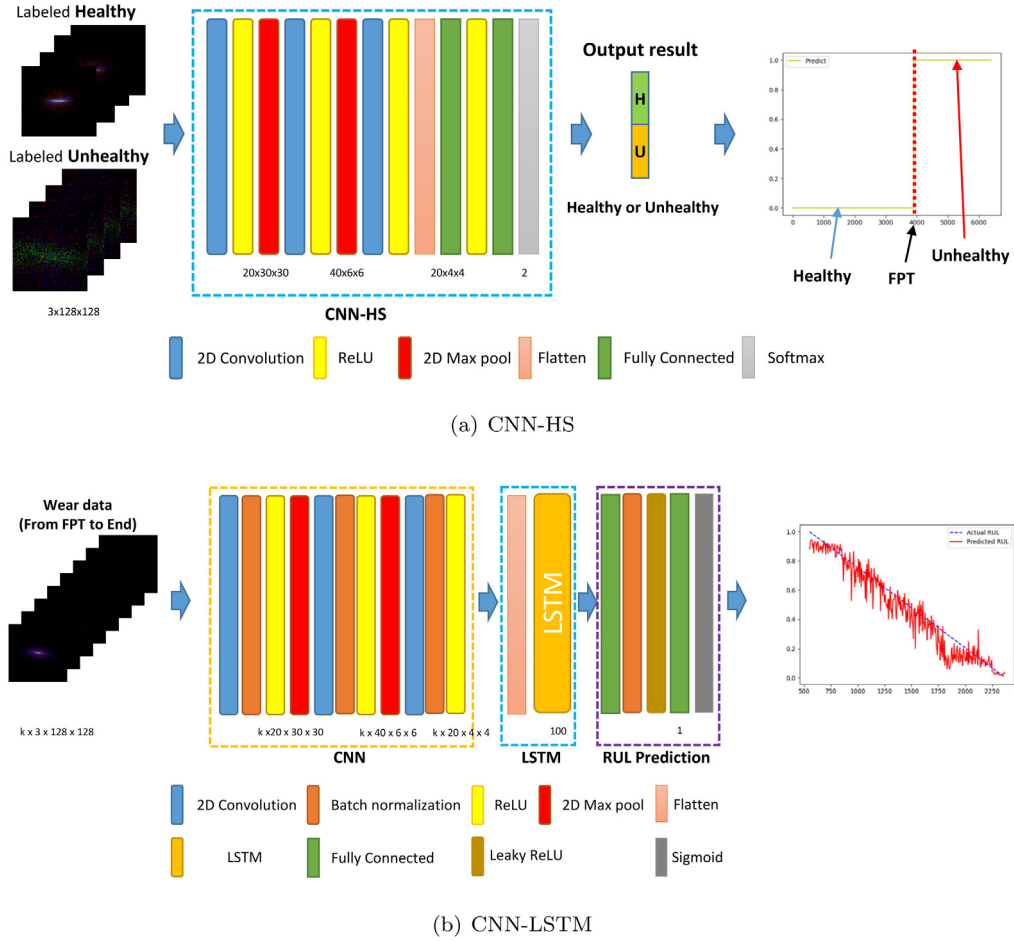 Labeled Healthy
Labeled Unhealthy
3x128x128
20x30x30
40x6x6
20x4x4
2
CNN-HS
Output result
H
U
Healthy or Unhealthy
Predict
1.0
0.8
0.6
0.4
0.2
0.0
0 1000 2000 3000 4000 5000 6000
Healthy
FPT
Unhealthy
2D Convolution
ReLU
2D Max pool
Flatten
Fully Connected
Softmax
(a) CNN-HS
Wear data
(From FPT to End)
k x 3 x 128 x 128
k x20 x 30 x 30
k x 40 x 6 x 6
k x 20 x 4 x 4
CNN
LSTM
100
LSTM
1
RUL Prediction
Actual RUL
Predicted RUL
1.0
0.8
0.6
0.4
0.2
0.0
500 750 1000 1250 1500 1750 2000 2250
2D Convolution
Batch normalization
ReLU
2D Max pool
Flatten
LSTM
Fully Connected
Leaky ReLU
Sigmoid
(b) CNN-LSTM